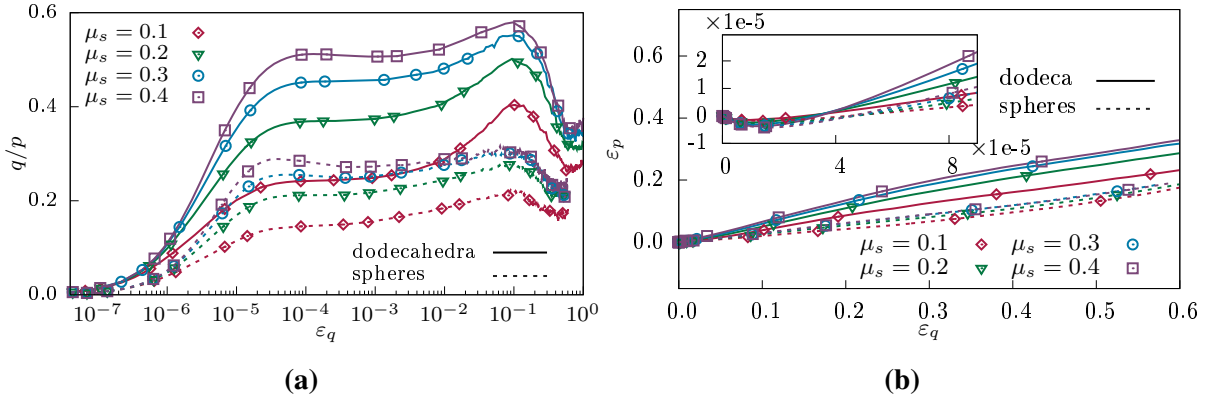 0.6
0.4
0.2
0.0
q/p
μs = 0.1
μs = 0.2
μs = 0.3
μs = 0.4
dodecahedra
spheres
10⁻⁷ 10⁻⁶ 10⁻⁵ 10⁻⁴ 10⁻³ 10⁻² 10⁻¹ 10⁰
εq
(a)
0.6
0.4
0.2
0.0
εp
×1e-5
2
1
0
-1
0 4 8
×1e-5
dodeca
spheres
μs = 0.1 μs = 0.3
μs = 0.2 μs = 0.4
0.0 0.1 0.2 0.3 0.4 0.5 0.6
εq
(b)